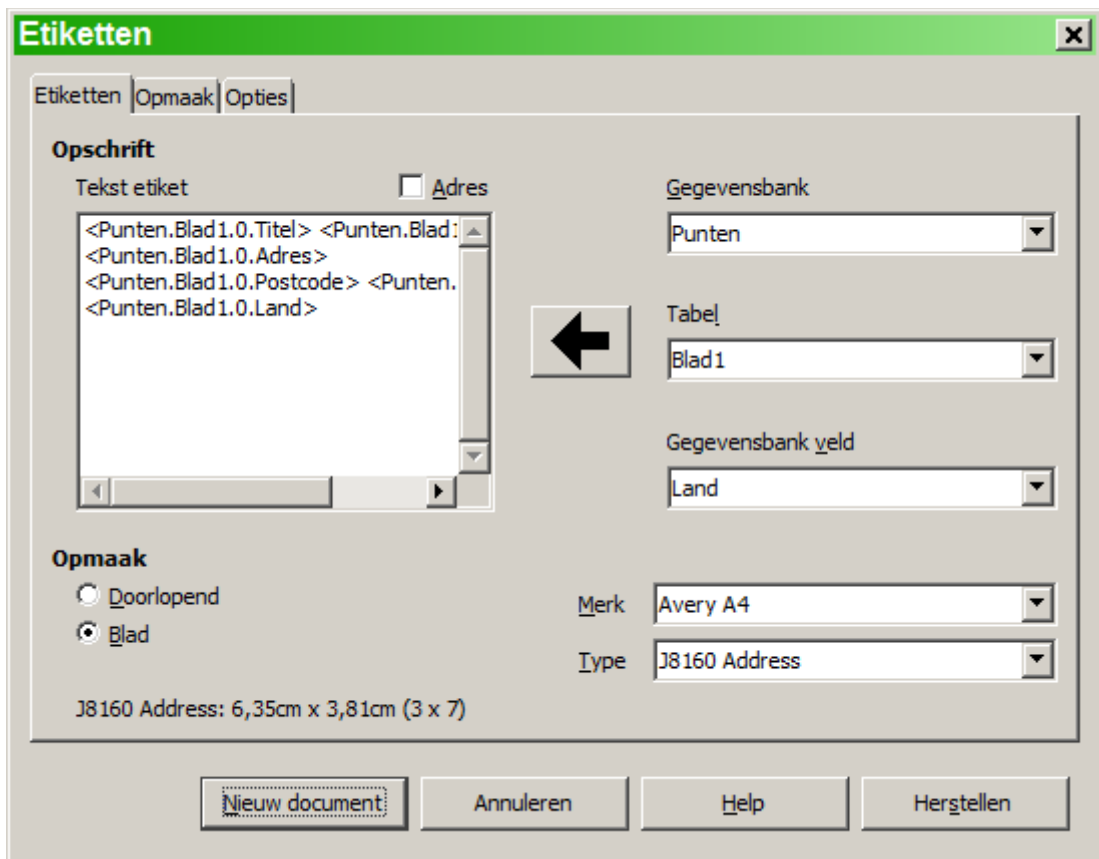 Etiketten
Etiketten Opmaak Opties
Opschrift
Tekst etiket Adres
<Punten.Blad1.0.Titel> <Punten.Blad1
<Punten.Blad1.0.Adres>
<Punten.Blad1.0.Postcode> <Punten.
<Punten.Blad1.0.Land>
Gegevensbank
Punten
Tabel
Blad1
Gegevensbank veld
Land
Opmaak
Doorlopend
Blad
Merk Avery A4
Type J8160 Address
J8160 Address: 6,35cm x 3,81cm (3 x 7)
Nieuw document Annuleren Help Herstellen